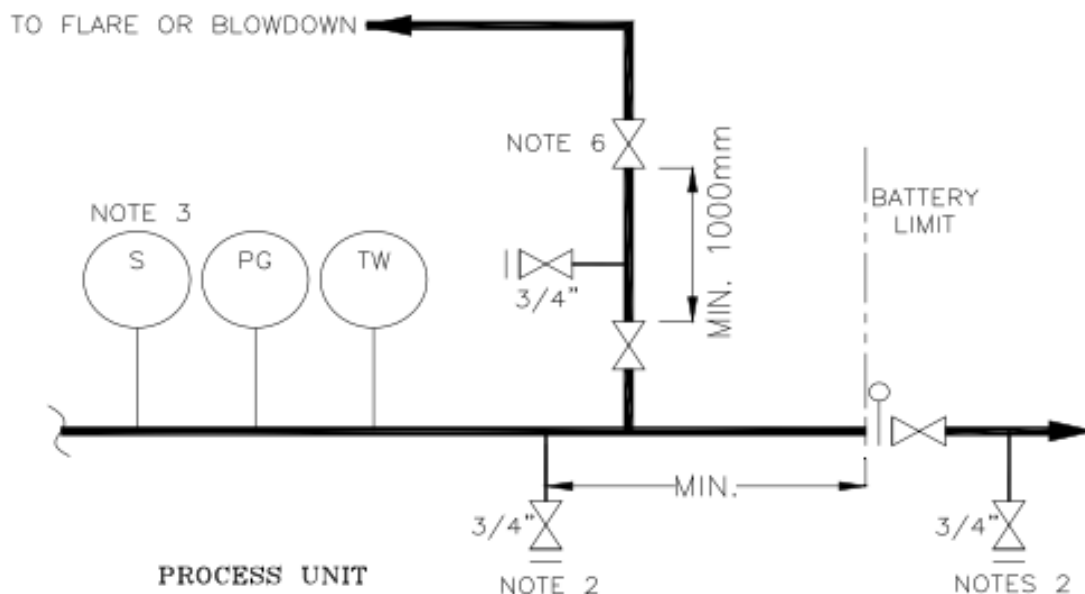 TO FLARE OR BLOWDOWN
NOTE 6
MIN. 1000mm
BATTERY
LIMIT
NOTE 3
S
PG
TW
3/4"
MIN.
3/4"
3/4"
PROCESS UNIT
NOTE 2
NOTES 2